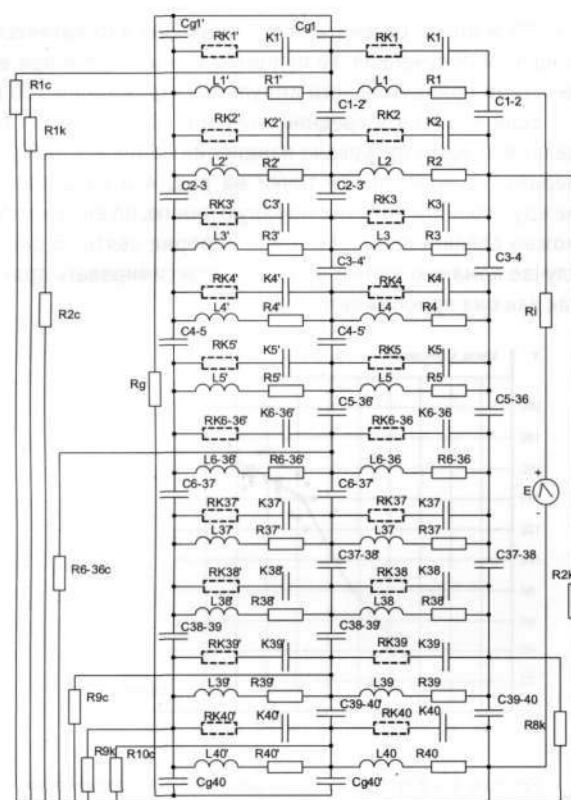 Cg1' Cg1
RK1' K1' RK1 K1
L1' R1' L1 R1
R1c C1-2' C1-2
R1k RK2' K2' RK2 K2
L2' R2' L2 R2
C2-3 C2-3'
RK3' C3' RK3 K3
L3' R3' L3 R3
C3-4' C3-4
RK4' K4' RK4 K4
R2c L4' R4' L4 R4 Ri
C4-5 C4-5'
RK5' K5' RK5 K5
Rg L5' R5' L5 R5
C5-36' C5-36
RK6-36' K6-36' RK6-36 K6-36
L6-36' R6-36' L6-36 R6-36
C6-37 C6-37' + E
RK37' K37' RK37 K37 -
L37' R37' L37 R37
R6-36c C37-38' C37-38 R2k
RK38' K38' RK38 K38
L38' R38' L38 R38
C38-39 C38-39'
RK39' K39' RK39 K39
R9c L39' R39' L39 R39
C39-40' C39-40 R8k
RK40' K40' RK40 K40
R9k R10c L40' R40' L40 R40
Cg40 Cg40'